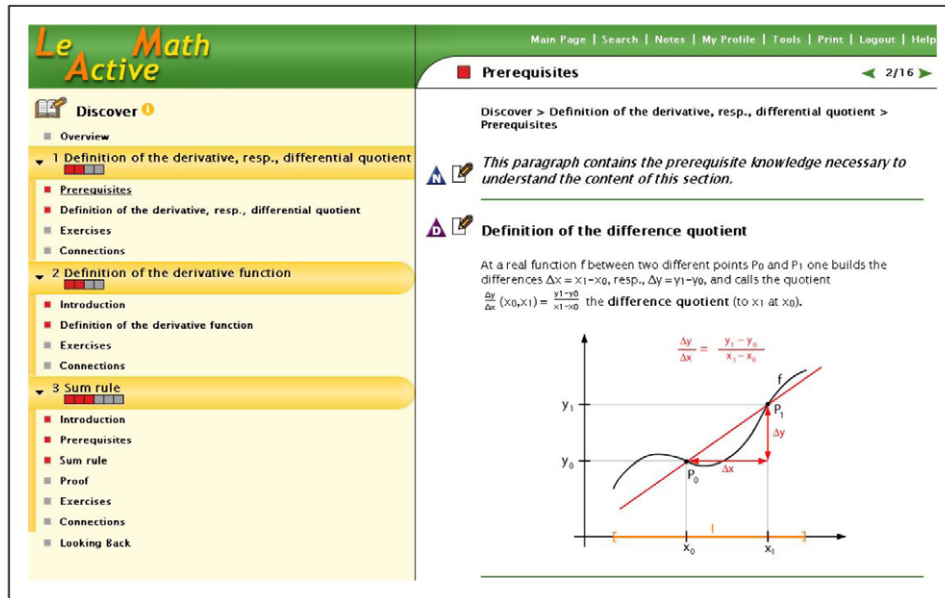 Le Active Math
Main Page | Search | Notes | My Profile | Tools | Print | Logout | Help
Discover
Overview
1 Definition of the derivative, resp., differential quotient
Prerequisites
Definition of the derivative, resp., differential quotient
Exercises
Connections
2 Definition of the derivative function
Introduction
Definition of the derivative function
Exercises
Connections
3 Sum rule
Introduction
Prerequisites
Sum rule
Proof
Exercises
Connections
Looking Back
Prerequisites
2/16
Discover > Definition of the derivative, resp., differential quotient >
Prerequisites
N
This paragraph contains the prerequisite knowledge necessary to
understand the content of this section.
D
Definition of the difference quotient
At a real function f between two different points P0 and P1 one builds the
differences Δx = x1-x0, resp., Δy = y1-y0, and calls the quotient
Δy/Δx (x0,x1) = y1-y0/x1-x0 the difference quotient (to x1 at x0).
Δy/Δx = y1 - y0/x1 - x0
f
y1
P1
Δy
y0
Δx
P0
I
x0
x1